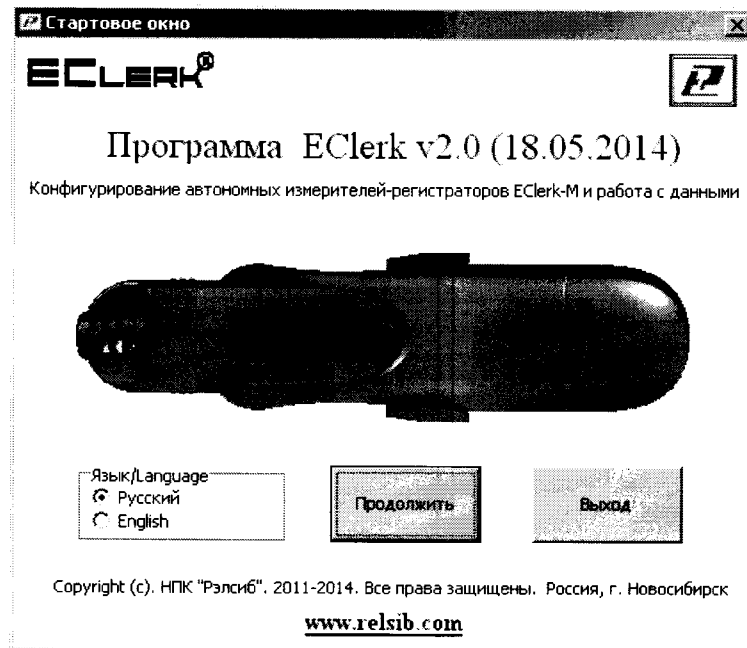 Стартовое окно
ECLERK®
Программа EClerk v2.0 (18.05.2014)
Конфигурирование автономных измерителей-регистраторов EClerk-M и работа с данными
Язык/Language
Русский
English
Продолжить
Выход
Copyright (c). НПК "Рэлсиб". 2011-2014. Все права защищены. Россия, г. Новосибирск
www.relsib.com